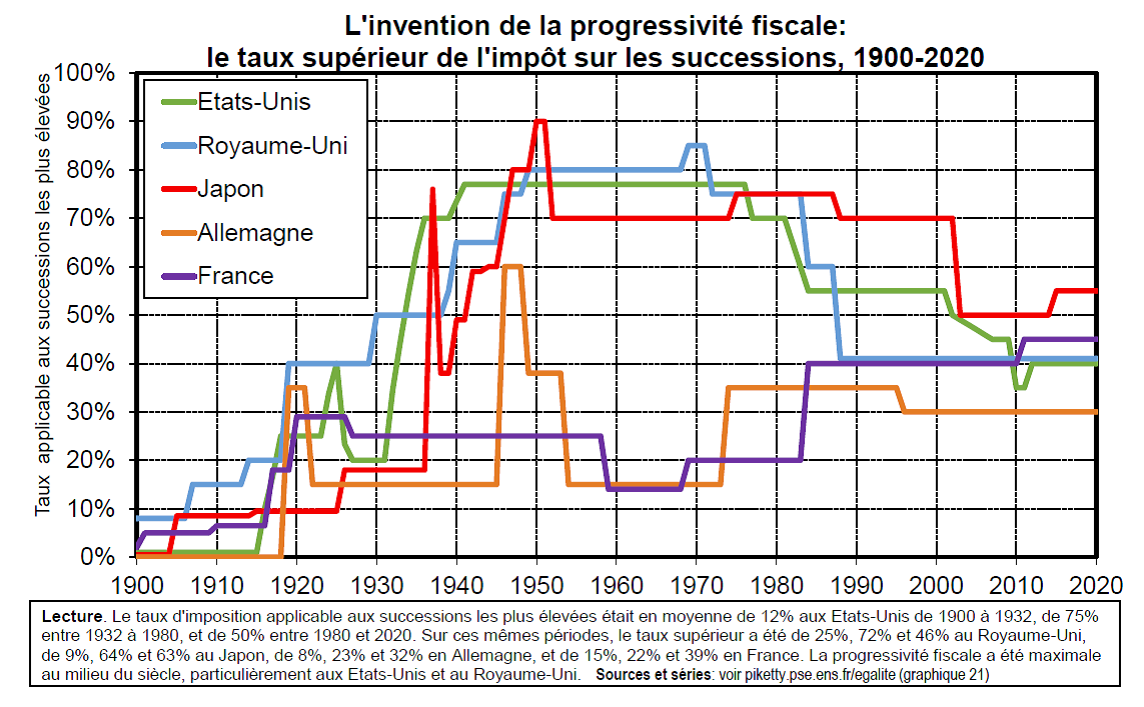 L'invention de la progressivité fiscale:
le taux supérieur de l'impôt sur les successions, 1900-2020
Taux applicable aux successions les plus élevées
100%
90%
80%
70%
60%
50%
40%
30%
20%
10%
0%
Etats-Unis
Royaume-Uni
Japon
Allemagne
France
1900 1910 1920 1930 1940 1950 1960 1970 1980 1990 2000 2010 2020
Lecture. Le taux d'imposition applicable aux successions les plus élevées était en moyenne de 12% aux Etats-Unis de 1900 à 1932, de 75%
entre 1932 à 1980, et de 50% entre 1980 et 2020. Sur ces mêmes périodes, le taux supérieur a été de 25%, 72% et 46% au Royaume-Uni,
de 9%, 64% et 63% au Japon, de 8%, 23% et 32% en Allemagne, et de 15%, 22% et 39% en France. La progressivité fiscale a été maximale
au milieu du siècle, particulièrement aux Etats-Unis et au Royaume-Uni. Sources et séries: voir piketty.pse.ens.fr/egalite (graphique 21)